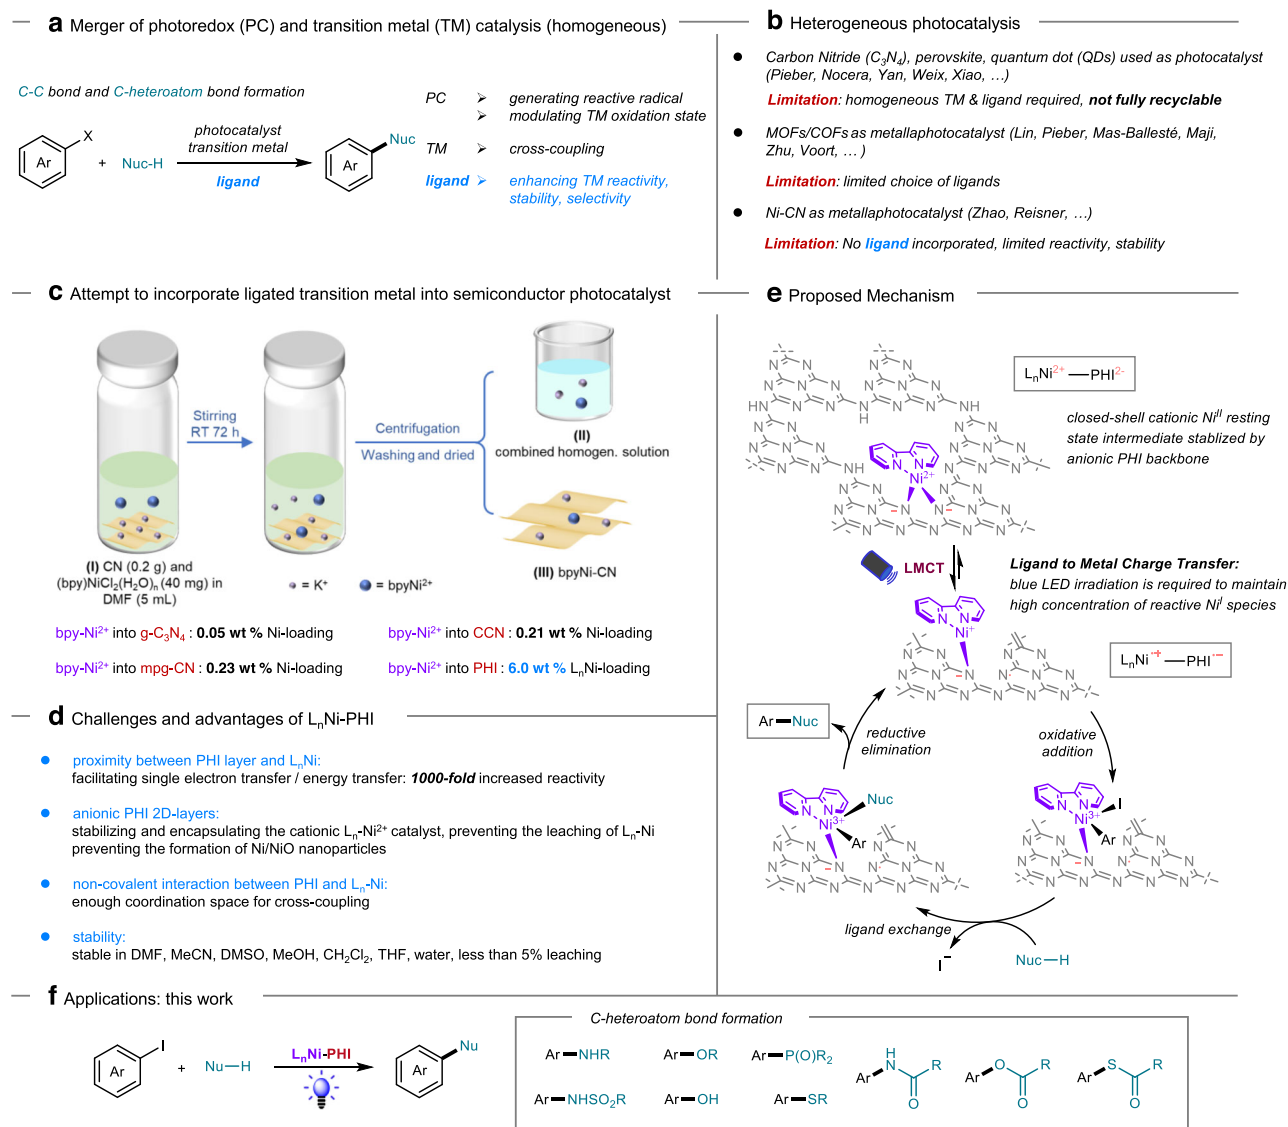 a Merger of photoredox (PC) and transition metal (TM) catalysis (homogeneous)
C-C bond and C-heteroatom bond formation
X
Ar
+
Nuc-H
photocatalyst
transition metal
ligand
Nuc
Ar
PC ➢ generating reactive radical
➢ modulating TM oxidation state
TM ➢ cross-coupling
ligand ➢ enhancing TM reactivity,
stability, selectivity
b Heterogeneous photocatalysis
● Carbon Nitride (C₃N₄), perovskite, quantum dot (QDs) used as photocatalyst
(Pieber, Nocera, Yan, Weix, Xiao, …)
Limitation: homogeneous TM & ligand required, not fully recyclable
● MOFs/COFs as metallaphotocatalyst (Lin, Pieber, Mas-Ballesté, Maji,
Zhu, Voort, … )
Limitation: limited choice of ligands
● Ni-CN as metallaphotocatalyst (Zhao, Reisner, …)
Limitation: No ligand incorporated, limited reactivity, stability
c Attempt to incorporate ligated transition metal into semiconductor photocatalyst
Stirring
RT 72 h
Centrifugation
Washing and dried
(II)
combined homogen. solution
(III) bpyNi-CN
(I) CN (0.2 g) and
(bpy)NiCl₂(H₂O)ₙ (40 mg) in
DMF (5 mL)
= K⁺
= bpyNi²⁺
bpy-Ni²⁺ into g-C₃N₄ : 0.05 wt % Ni-loading
bpy-Ni²⁺ into CCN : 0.21 wt % Ni-loading
bpy-Ni²⁺ into mpg-CN : 0.23 wt % Ni-loading
bpy-Ni²⁺ into PHI : 6.0 wt % LₙNi-loading
d Challenges and advantages of LₙNi-PHI
● proximity between PHI layer and LₙNi:
facilitating single electron transfer / energy transfer: 1000-fold increased reactivity
● anionic PHI 2D-layers:
stabilizing and encapsulating the cationic Lₙ-Ni²⁺ catalyst, preventing the leaching of Lₙ-Ni
preventing the formation of Ni/NiO nanoparticles
● non-covalent interaction between PHI and Lₙ-Ni:
enough coordination space for cross-coupling
● stability:
stable in DMF, MeCN, DMSO, MeOH, CH₂Cl₂, THF, water, less than 5% leaching
e Proposed Mechanism
LₙNi²⁺ — PHI²⁻
closed-shell cationic Niᴵᴵ resting
state intermediate stablized by
anionic PHI backbone
Ni²⁺
LMCT
Ligand to Metal Charge Transfer:
blue LED irradiation is required to maintain
high concentration of reactive Niᴵ species
Ni⁺
LₙNi·⁺ — PHI·⁻
Ar—Nuc
reductive
elimination
oxidative
addition
Nuc
Ni³⁺
Ar
I
Ni³⁺
Ar
ligand exchange
I⁻
Nuc—H
f Applications: this work
I
Ar
+
Nu—H
LₙNi-PHI
Nu
Ar
C-heteroatom bond formation
Ar—NHR
Ar—OR
Ar—P(O)R₂
Ar
H
N
R
O
Ar
O
R
O
Ar
S
R
O
Ar—NHSO₂R
Ar—OH
Ar—SR